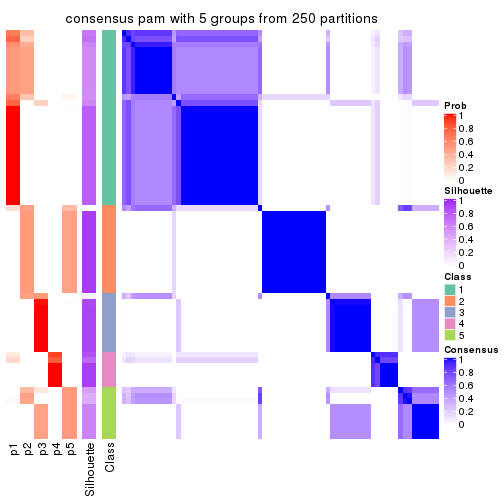 consensus pam with 5 groups from 250 partitions
Prob
1
0.8
0.6
0.4
0.2
0
Silhouette
1
0.8
0.6
0.4
0.2
0
Class
1
2
3
4
5
Consensus
1
0.8
0.6
0.4
0.2
0
p1
p2
p3
p4
p5
Silhouette
Class